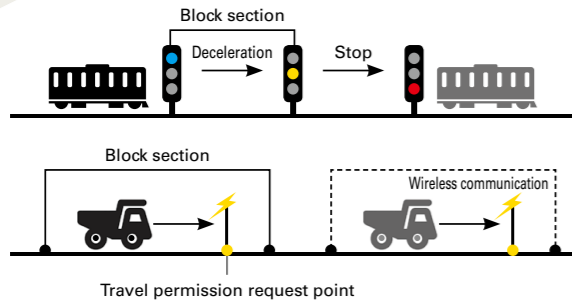 Block section
Deceleration
Stop
Block section
Wireless communication
Travel permission request point